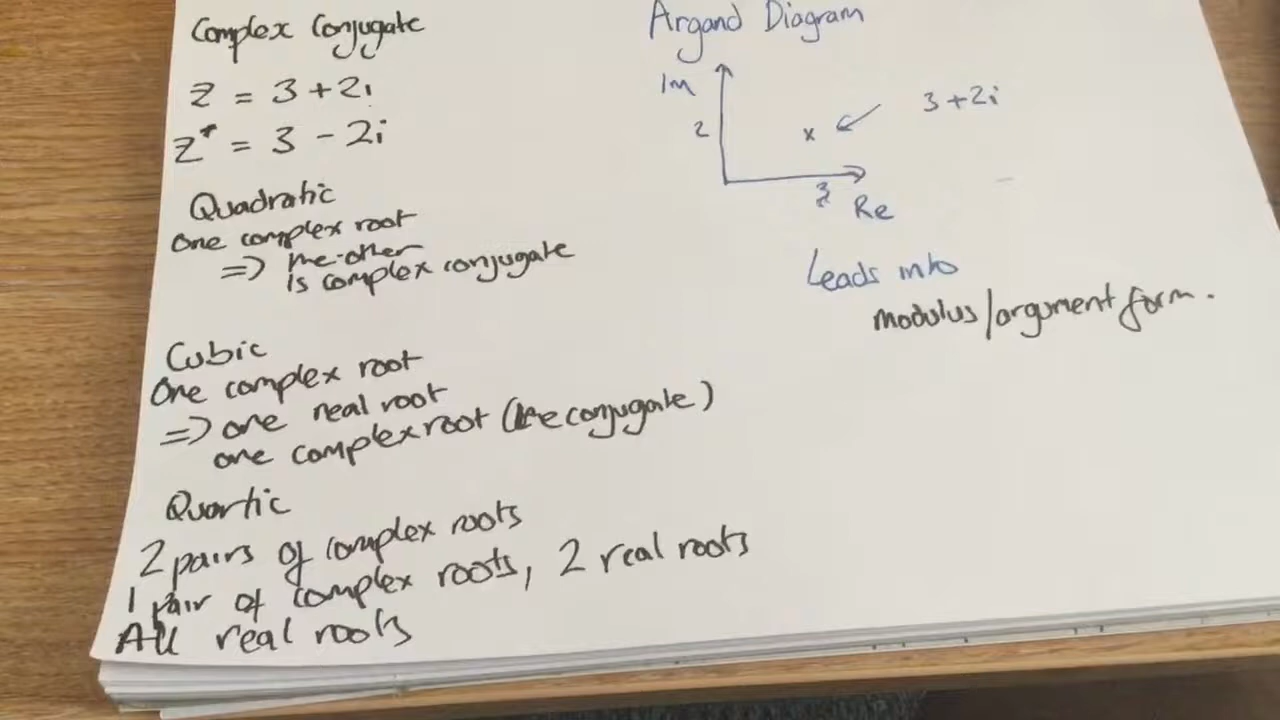 Complex Conjugate
z = 3 + 2i
z* = 3 - 2i
Quadratic
One complex root
=> the other
is complex conjugate
Cubic
One complex root
=> one real root
one complex root (the conjugate)
Quartic
2 pairs of complex roots
1 pair of complex roots, 2 real roots
All real roots
Argand Diagram
Im
3 + 2i
2
x
3
Re
Leads into
modulus/argument form.